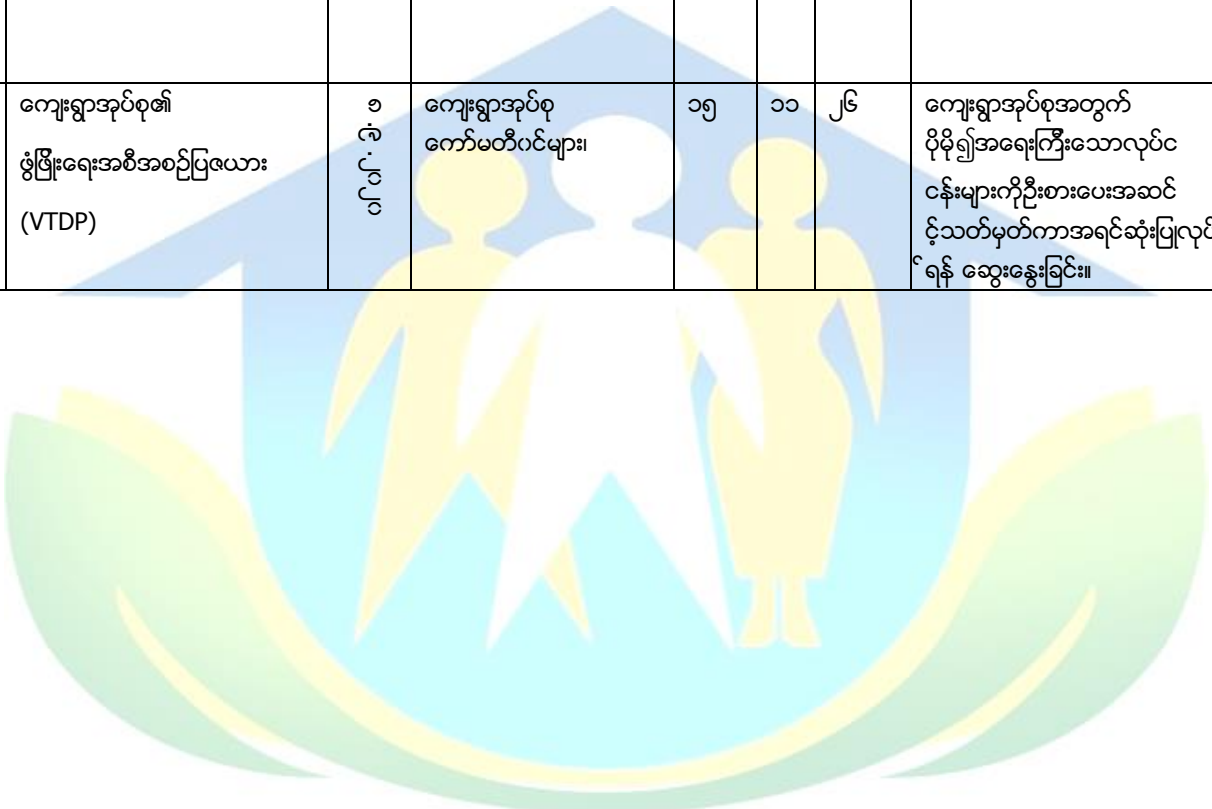 ကျေးရွာအုပ်စု၏
ဖွံ့ဖြိုးရေးအစီအစဉ်ပြဇယား
(VTDP)
ကျေးရွာအုပ်စု
ကော်မတီဝင်များ၊
၁၅
၁၁
၂၆
ကျေးရွာအုပ်စုအတွက်
ပိုမို၍အရေးကြီးသောလုပ်င
ငန်းများကိုဦးစားပေးအဆင်
့်သတ်မှတ်ကာအရင်ဆုံးပြုလုပ
်ရန် ဆွေးနွေးခြင်း။